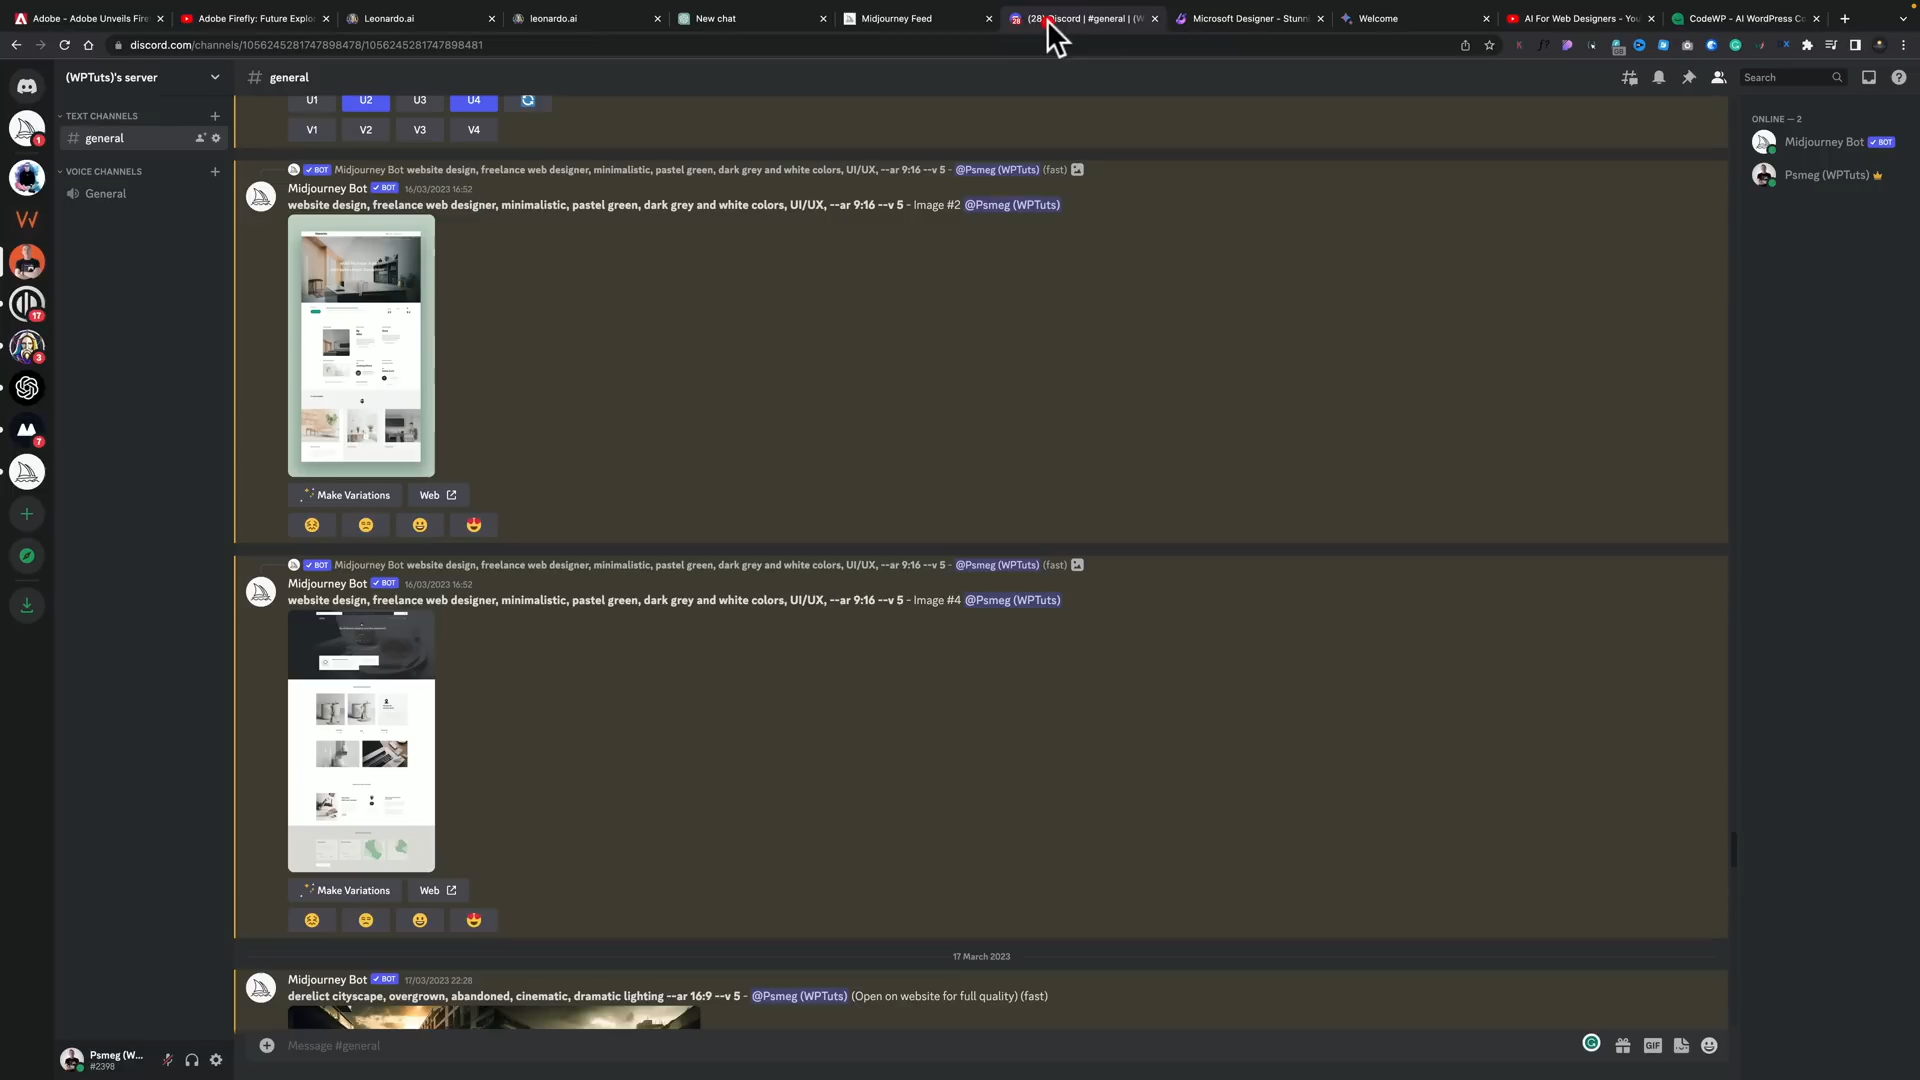 Adobe - Adobe Unveils Fire
Adobe Firefly: Future Explo
Leonardo.ai
leonardo.ai
New chat
Midjourney Feed
(28) Discord | #general | (W
Microsoft Designer - Stunni
Welcome
AI For Web Designers - You
CodeWP - AI WordPress Co
discord.com/channels/1056245281747898478/1056245281747898481
(WPTuts)'s server
# general
Search
TEXT CHANNELS
# general
VOICE CHANNELS
General
ONLINE — 2
Midjourney Bot BOT
Psmeg (WPTuts)
U1 U2 U3 U4
V1 V2 V3 V4
BOT Midjourney Bot website design, freelance web designer, minimalistic, pastel green, dark grey and white colors, UI/UX, --ar 9:16 --v 5 - @Psmeg (WPTuts) (fast)
Midjourney Bot BOT 16/03/2023 16:52
website design, freelance web designer, minimalistic, pastel green, dark grey and white colors, UI/UX, --ar 9:16 --v 5 - Image #2 @Psmeg (WPTuts)
Make Variations Web
BOT Midjourney Bot website design, freelance web designer, minimalistic, pastel green, dark grey and white colors, UI/UX, --ar 9:16 --v 5 - @Psmeg (WPTuts) (fast)
Midjourney Bot BOT 16/03/2023 16:52
website design, freelance web designer, minimalistic, pastel green, dark grey and white colors, UI/UX, --ar 9:16 --v 5 - Image #4 @Psmeg (WPTuts)
Make Variations Web
17 March 2023
Midjourney Bot BOT 17/03/2023 22:28
derelict cityscape, overgrown, abandoned, cinematic, dramatic lighting --ar 16:9 --v 5 - @Psmeg (WPTuts) (Open on website for full quality) (fast)
Message #general
GIF
Psmeg (W...
#2398
1
17
3
7